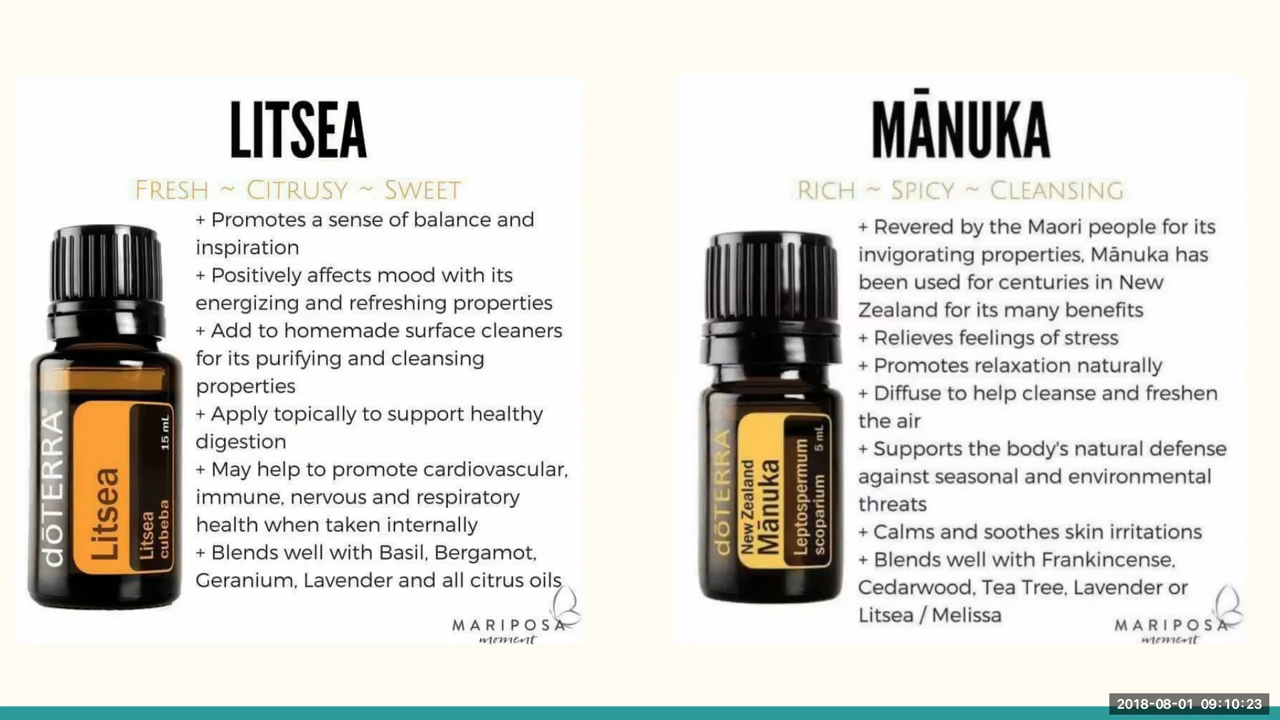 LITSEA
FRESH ~ CITRUSY ~ SWEET
+ Promotes a sense of balance and
inspiration
+ Positively affects mood with its
energizing and refreshing properties
+ Add to homemade surface cleaners
for its purifying and cleansing
properties
+ Apply topically to support healthy
digestion
+ May help to promote cardiovascular,
immune, nervous and respiratory
health when taken internally
+ Blends well with Basil, Bergamot,
Geranium, Lavender and all citrus oils
dōTERRA®
Litsea
Litsea
cubeba
15 mL
MARIPOSA
moment
MĀNUKA
RICH ~ SPICY ~ CLEANSING
+ Revered by the Maori people for its
invigorating properties, Mānuka has
been used for centuries in New
Zealand for its many benefits
+ Relieves feelings of stress
+ Promotes relaxation naturally
+ Diffuse to help cleanse and freshen
the air
+ Supports the body's natural defense
against seasonal and environmental
threats
+ Calms and soothes skin irritations
+ Blends well with Frankincense,
Cedarwood, Tea Tree, Lavender or
Litsea / Melissa
dōTERRA
New Zealand
Mānuka
Leptospermum
scoparium
5 mL
MARIPOSA
moment
2018-08-01 09:10:23